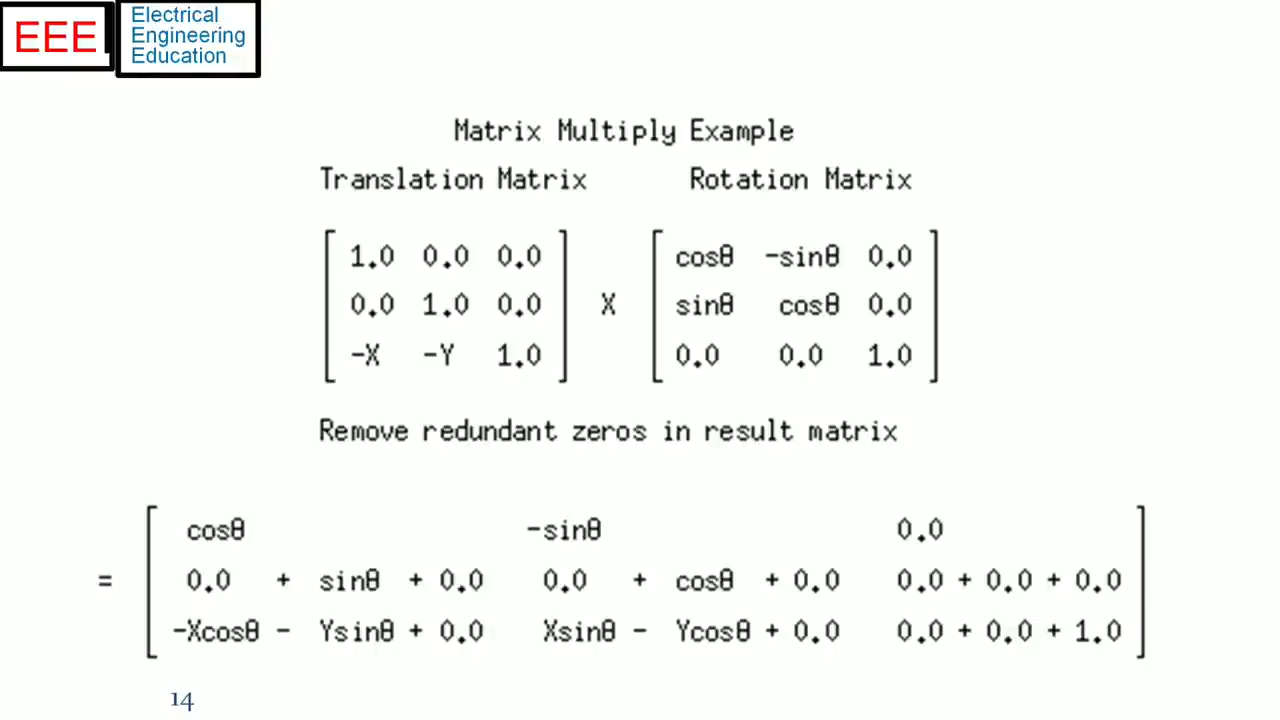 EEE
Electrical
Engineering
Education
Matrix Multiply Example
Translation Matrix Rotation Matrix
1.0 0.0 0.0 cosθ -sinθ 0.0
0.0 1.0 0.0 X sinθ cosθ 0.0
-X -Y 1.0 0.0 0.0 1.0
Remove redundant zeros in result matrix
cosθ -sinθ 0.0
= 0.0 + sinθ + 0.0 0.0 + cosθ + 0.0 0.0 + 0.0 + 0.0
-Xcosθ - Ysinθ + 0.0 Xsinθ - Ycosθ + 0.0 0.0 + 0.0 + 1.0
14